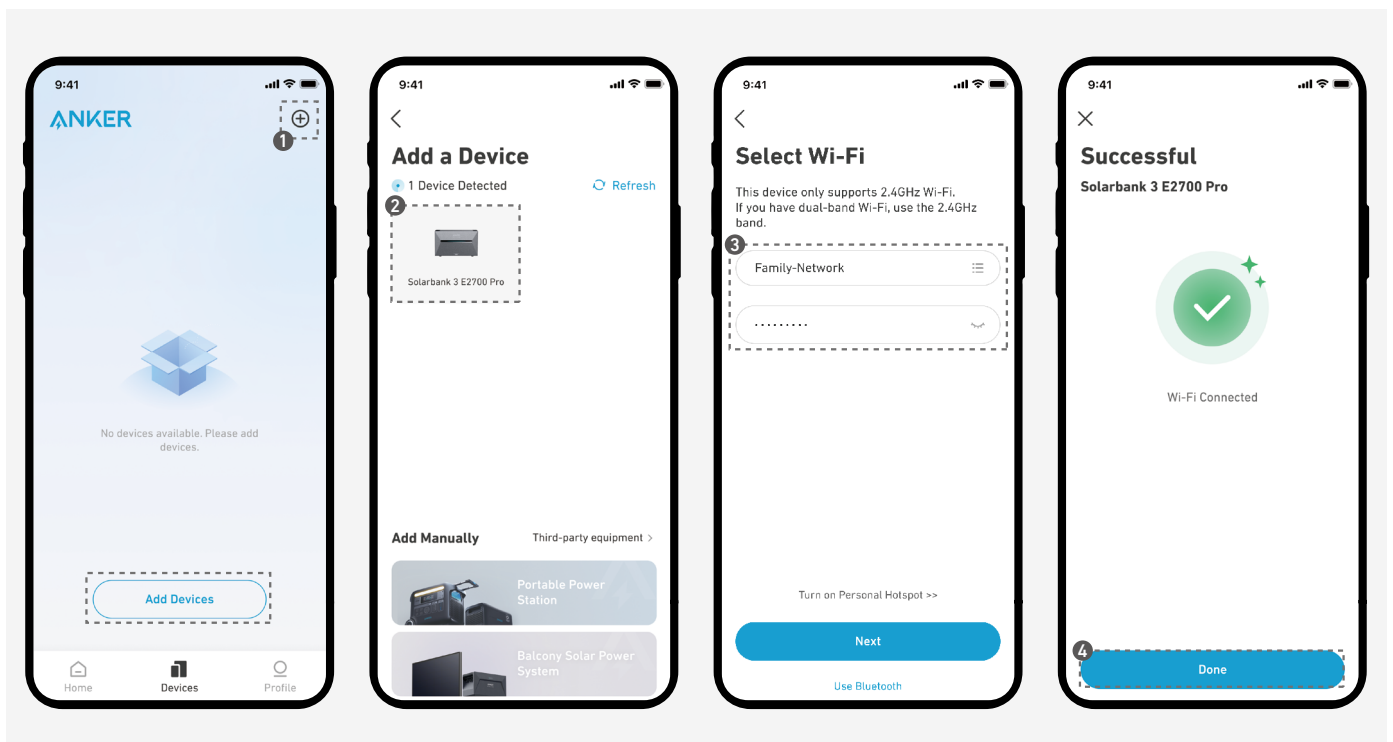 9:41
ANKER
1
No devices available. Please add
devices.
Add Devices
Home
Devices
Profile
9:41
Add a Device
1 Device Detected
Refresh
2
Solarbank 3 E2700 Pro
Add Manually
Third-party equipment >
Portable Power
Station
Balcony Solar Power
System
9:41
Select Wi-Fi
This device only supports 2.4GHz Wi-Fi.
If you have dual-band Wi-Fi, use the 2.4GHz
band.
3
Family-Network
.........
Turn on Personal Hotspot >>
Next
Use Bluetooth
9:41
Successful
Solarbank 3 E2700 Pro
Wi-Fi Connected
4
Done